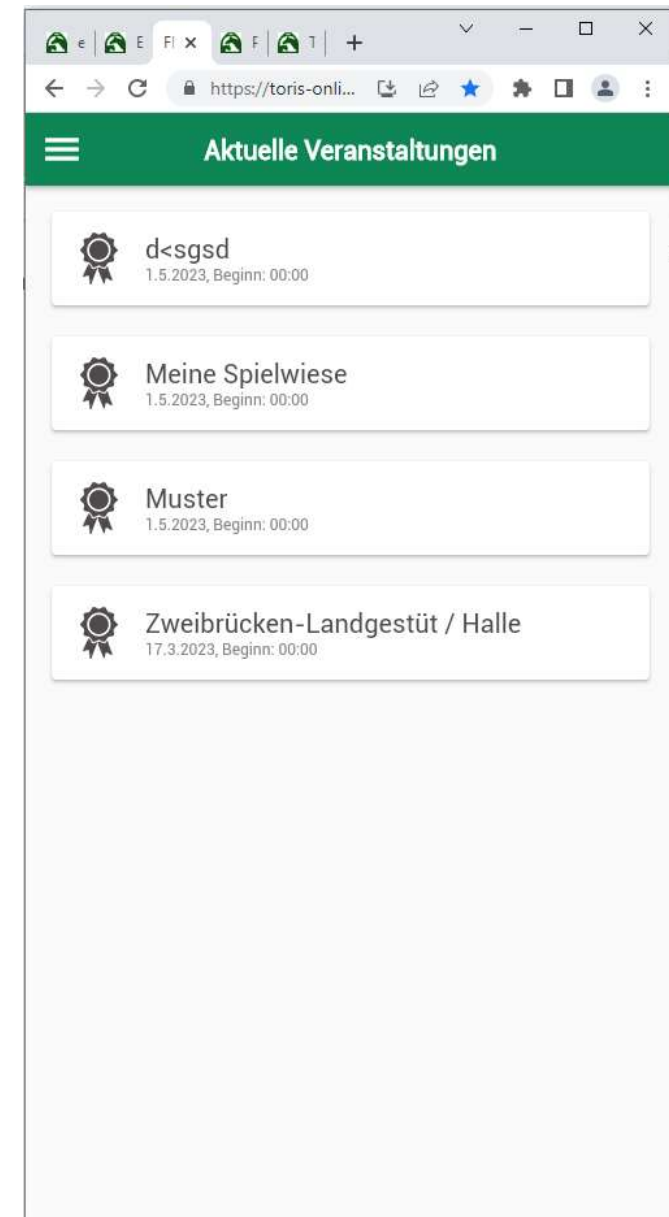 e
E
Fl
F
T
https://toris-onli...
Aktuelle Veranstaltungen
d<sgsd
1.5.2023, Beginn: 00:00
Meine Spielwiese
1.5.2023, Beginn: 00:00
Muster
1.5.2023, Beginn: 00:00
Zweibrücken-Landgestüt / Halle
17.3.2023, Beginn: 00:00